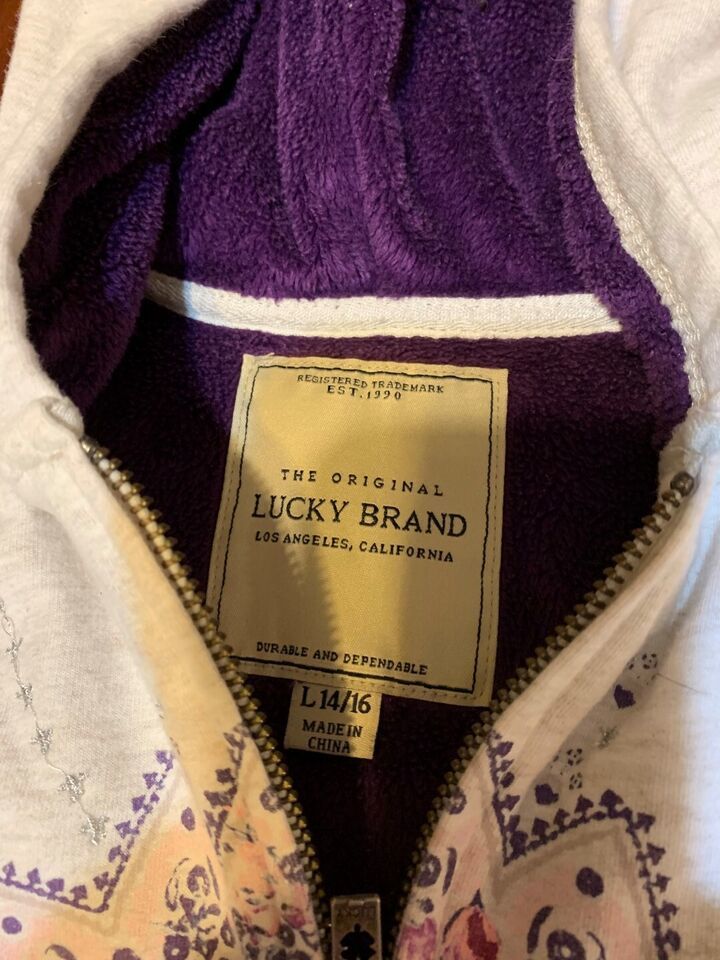 REGISTERED TRADEMARK
EST. 1990
THE ORIGINAL
LUCKY BRAND
LOS ANGELES, CALIFORNIA
DURABLE AND DEPENDABLE
L 14/16
MADE IN
CHINA